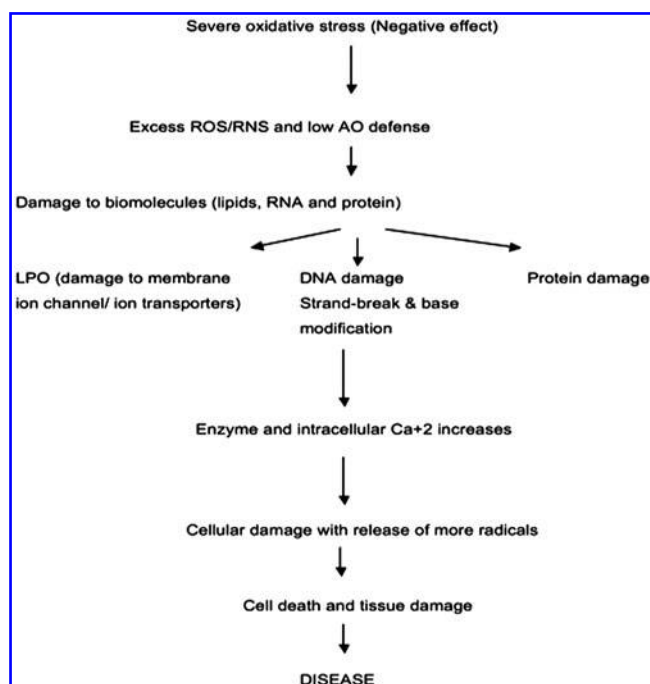 Severe oxidative stress (Negative effect)
Excess ROS/RNS and low AO defense
Damage to biomolecules (lipids, RNA and protein)
LPO (damage to membrane
ion channel/ ion transporters)
DNA damage
Strand-break & base
modification
Protein damage
Enzyme and intracellular Ca+2 increases
Cellular damage with release of more radicals
Cell death and tissue damage
DISEASE